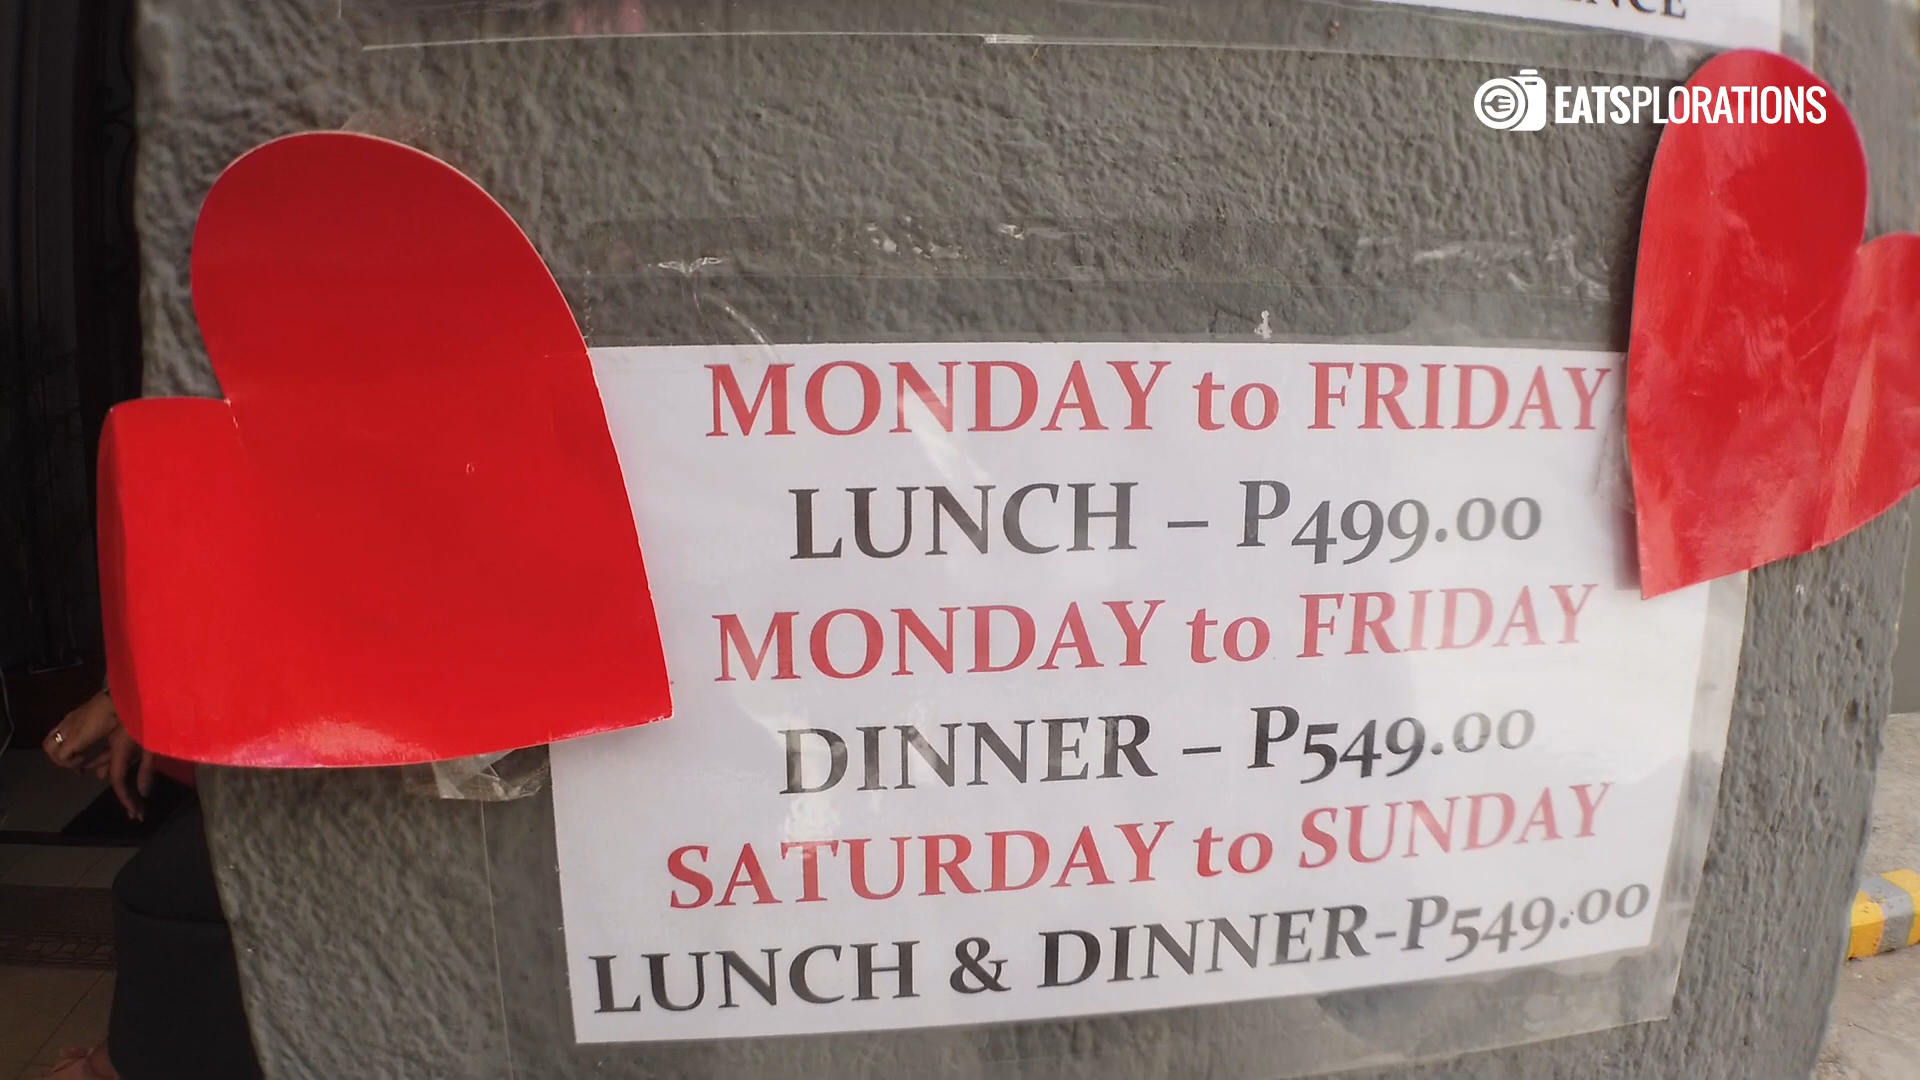 EATSPLORATIONS
MONDAY to FRIDAY
LUNCH – P499.00
MONDAY to FRIDAY
DINNER – P549.00
SATURDAY to SUNDAY
LUNCH & DINNER-P549.00